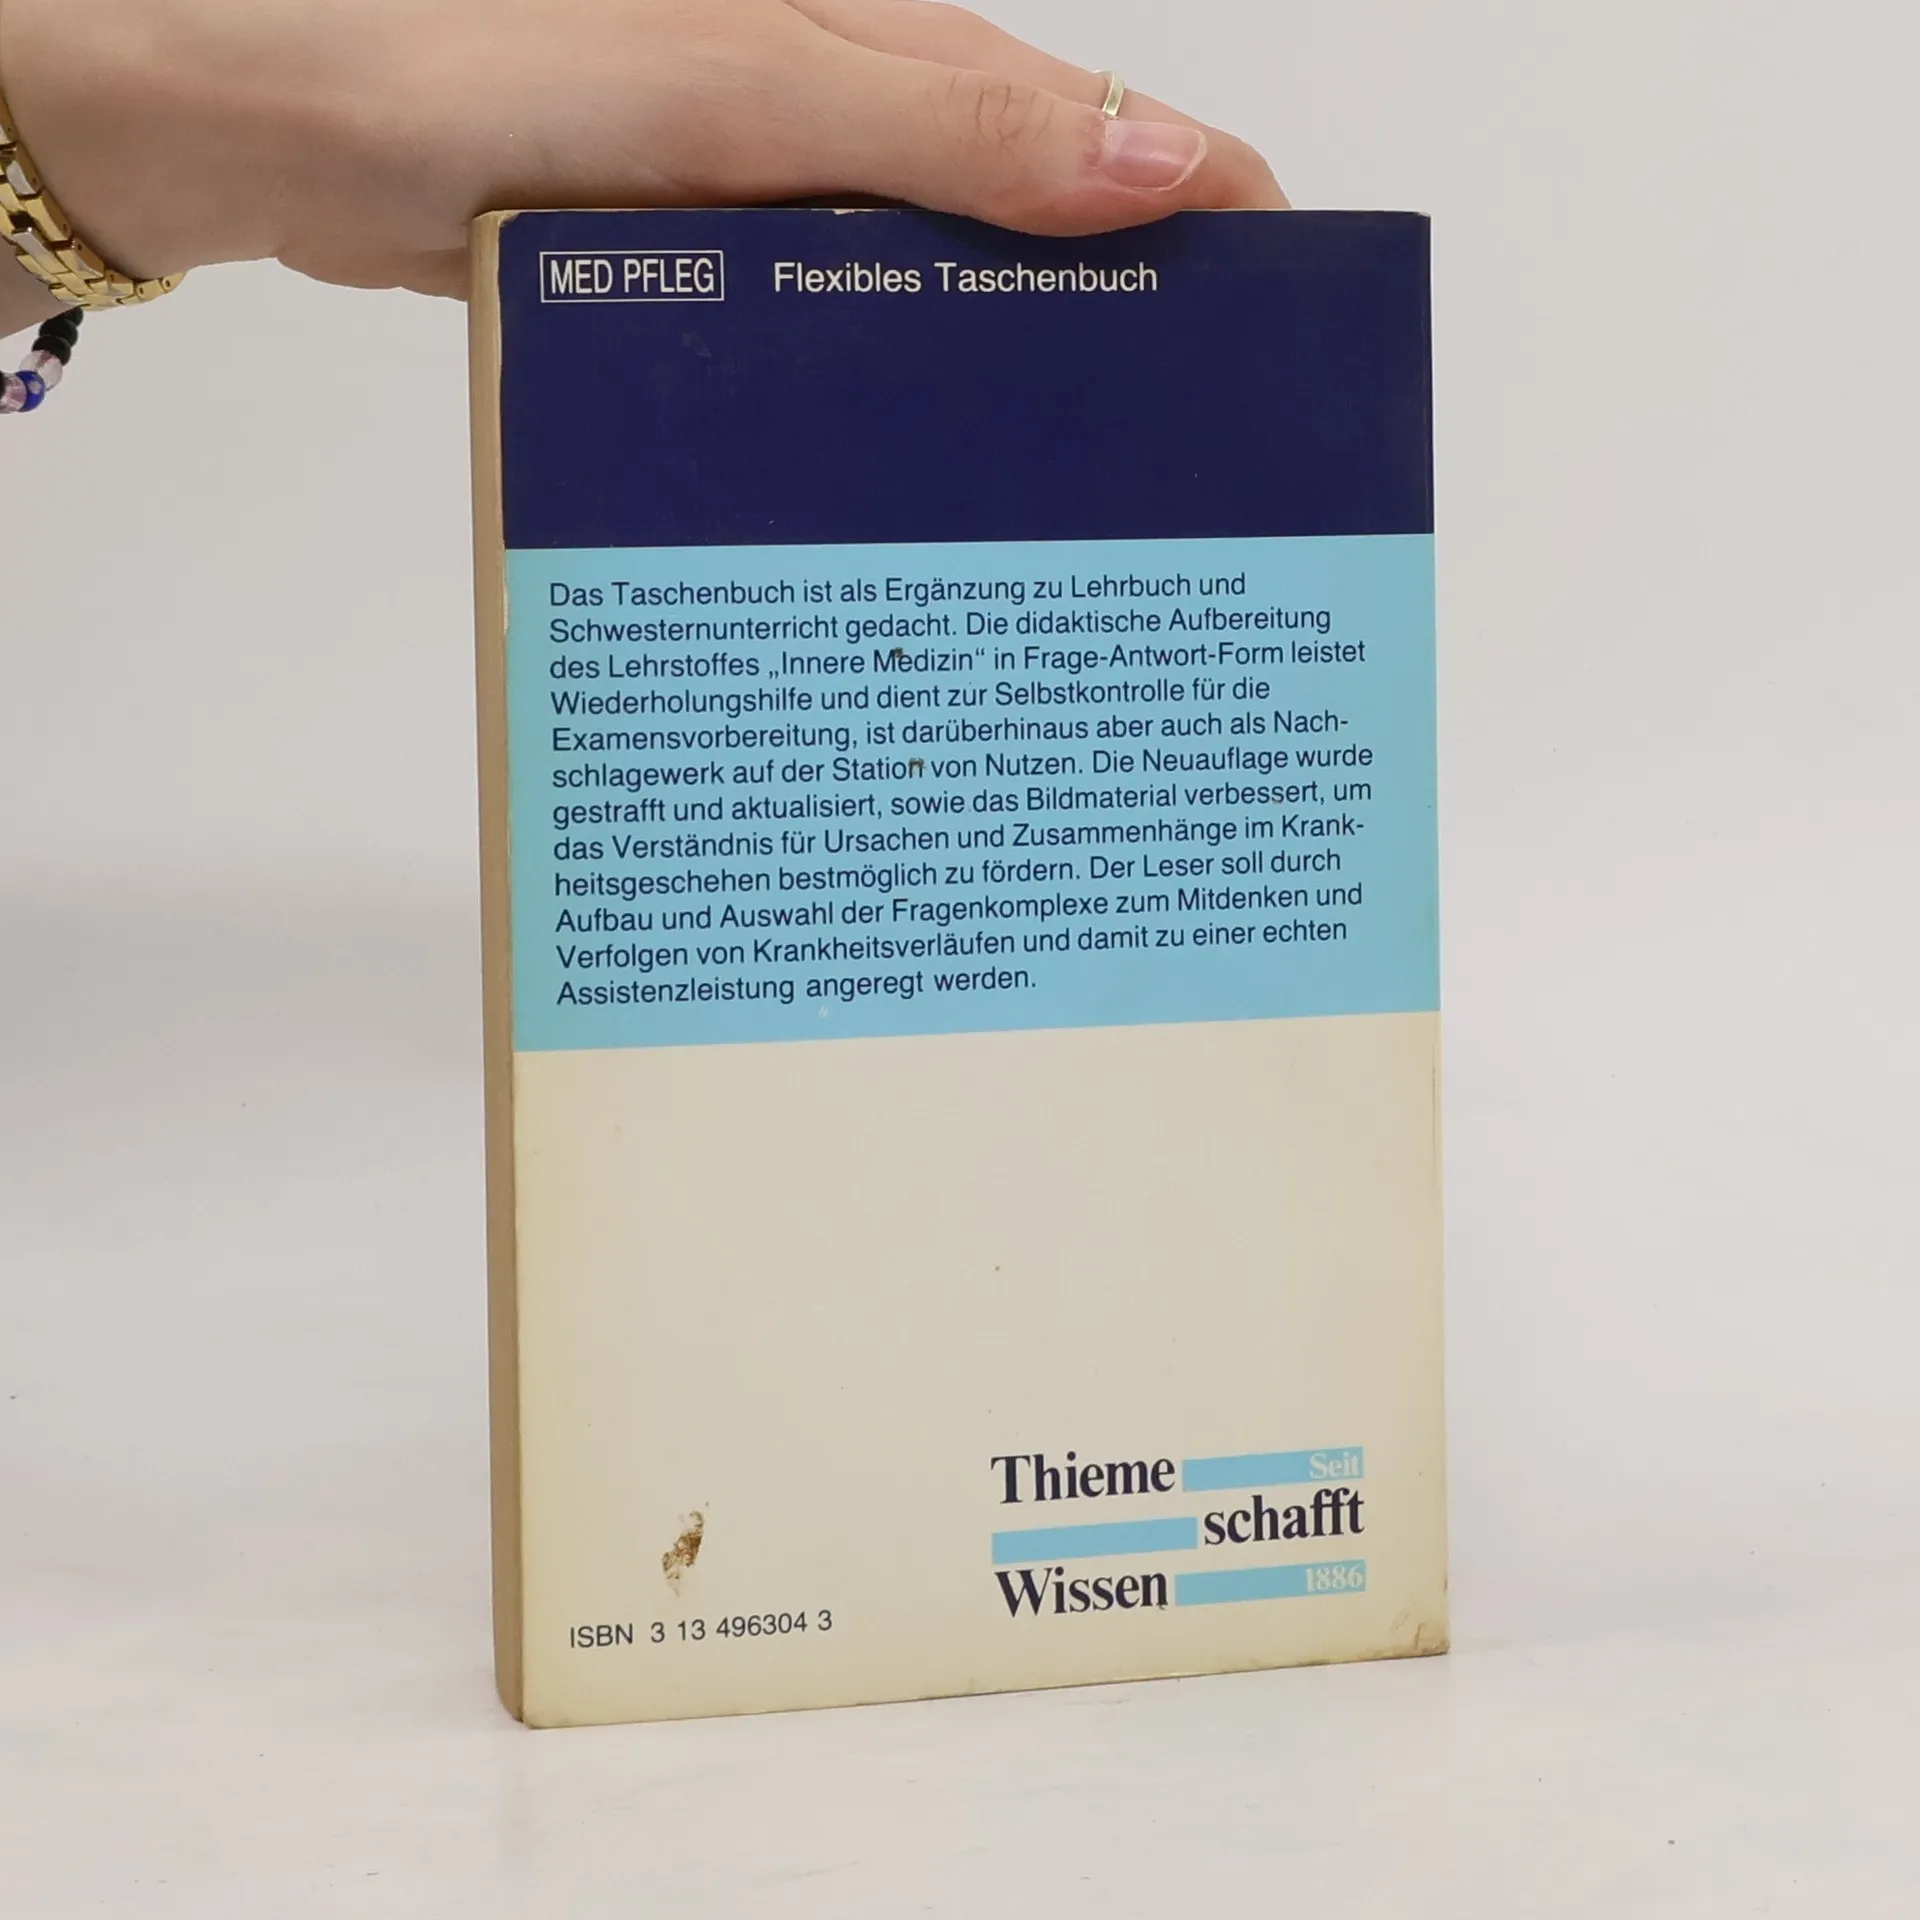 MED PFLEG Flexibles Taschenbuch
Das Taschenbuch ist als Ergänzung zu Lehrbuch und
Schwesternunterricht gedacht. Die didaktische Aufbereitung
des Lehrstoffes „Innere Medizin“ in Frage-Antwort-Form leistet
Wiederholungshilfe und dient zur Selbstkontrolle für die
Examensvorbereitung, ist darüberhinaus aber auch als Nach-
schlagewerk auf der Station von Nutzen. Die Neuauflage wurde
gestrafft und aktualisiert, sowie das Bildmaterial verbessert, um
das Verständnis für Ursachen und Zusammenhänge im Krank-
heitsgeschehen bestmöglich zu fördern. Der Leser soll durch
Aufbau und Auswahl der Fragenkomplexe zum Mitdenken und
Verfolgen von Krankheitsverläufen und damit zu einer echten
Assistenzleistung angeregt werden.
Thieme Seit
schafft
Wissen 1886
ISBN 3 13 496304 3